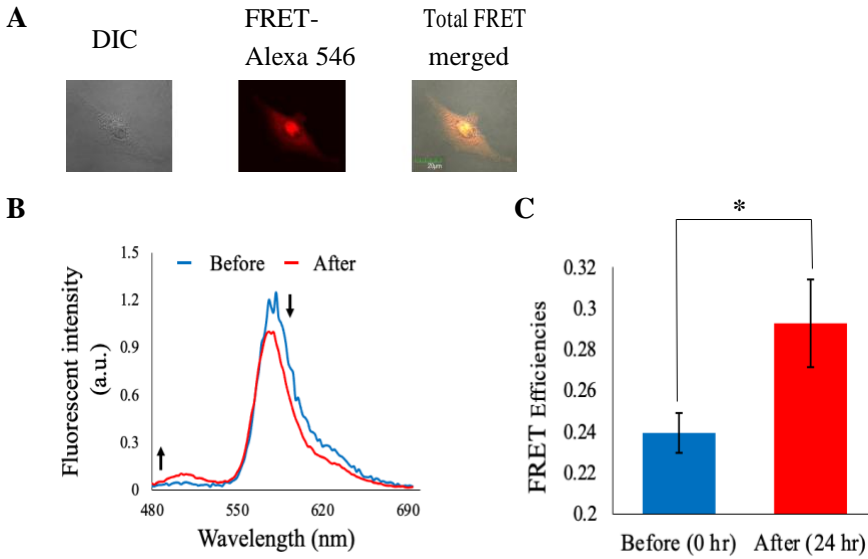 A
DIC
FRET-
Alexa 546
Total FRET
merged
20μm
B
Fluorescent intensity
(a.u.)
1.5
1.2
0.9
0.6
0.3
0
Before
After
480
550
620
690
Wavelength (nm)
C
*
FRET Efficiencies
0.32
0.3
0.28
0.26
0.24
0.22
0.2
Before (0 hr)
After (24 hr)